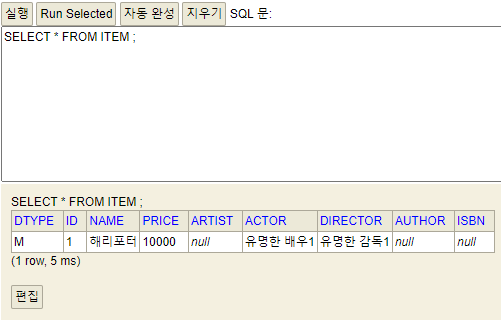 실행 Run Selected 자동 완성 지우기 SQL 문:
SELECT * FROM ITEM ;
SELECT * FROM ITEM ;
DTYPE ID NAME PRICE ARTIST ACTOR DIRECTOR AUTHOR ISBN
M 1 해리포터 10000 null 유명한 배우1 유명한 감독1 null null
(1 row, 5 ms)
편집